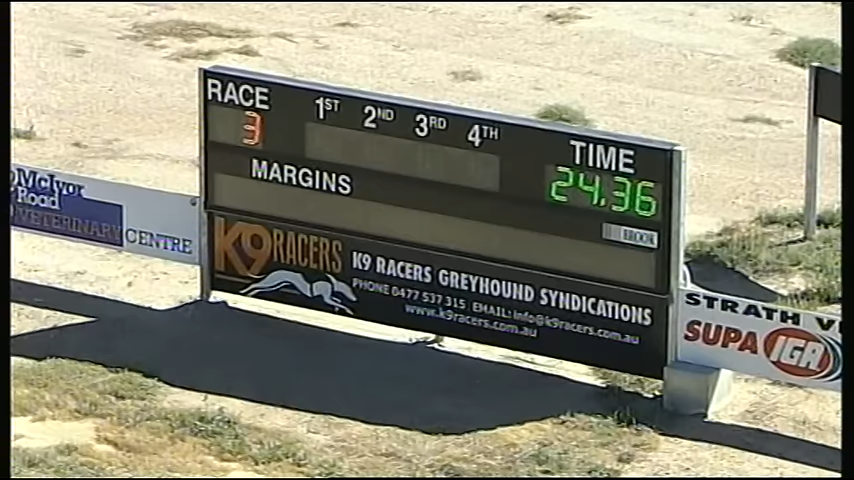 RACE 1ST 2ND 3RD 4TH TIME
3 24.36
MARGINS
BROOK
K9 RACERS
K9 RACERS GREYHOUND SYNDICATIONS
PHONE 0477 537 315 EMAIL: info@k9racers.com.au
www.k9racers.com.au
McIvor
Road
VETERINARY
CENTRE
STRATH V
SUPA IGA